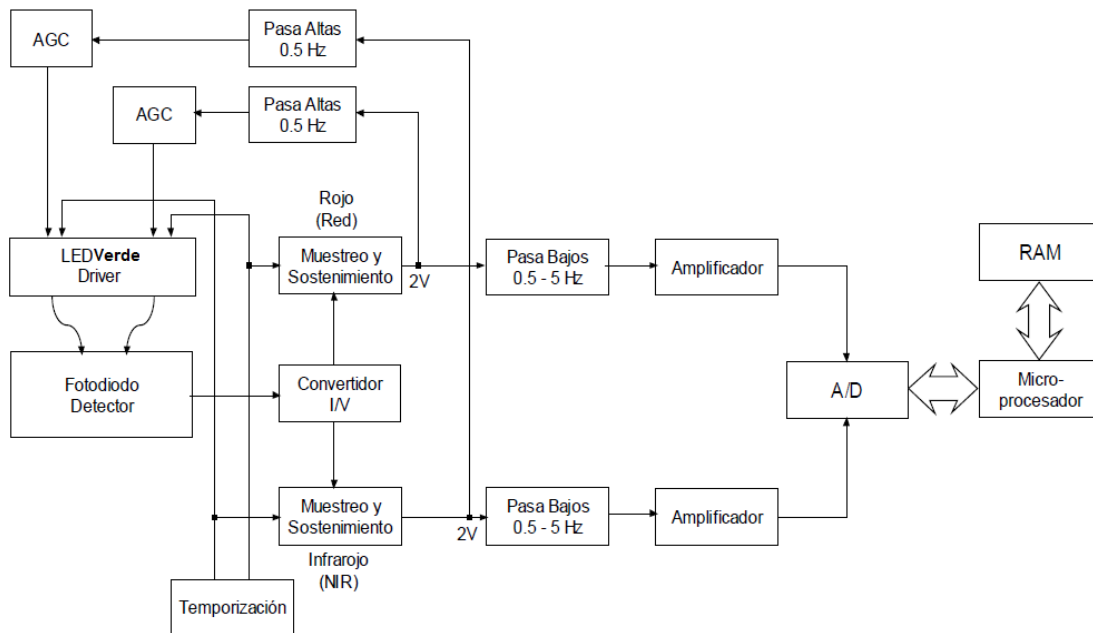 AGC
Pasa Altas
0.5 Hz
AGC
Pasa Altas
0.5 Hz
Rojo
(Red)
LEDVerde
Driver
Muestreo y
Sostenimiento
2V
Pasa Bajos
0.5 - 5 Hz
Amplificador
RAM
Fotodiodo
Detector
Convertidor
I/V
A/D
Micro-
procesador
Muestreo y
Sostenimiento
2V
Pasa Bajos
0.5 - 5 Hz
Amplificador
Infrarojo
(NIR)
Temporización